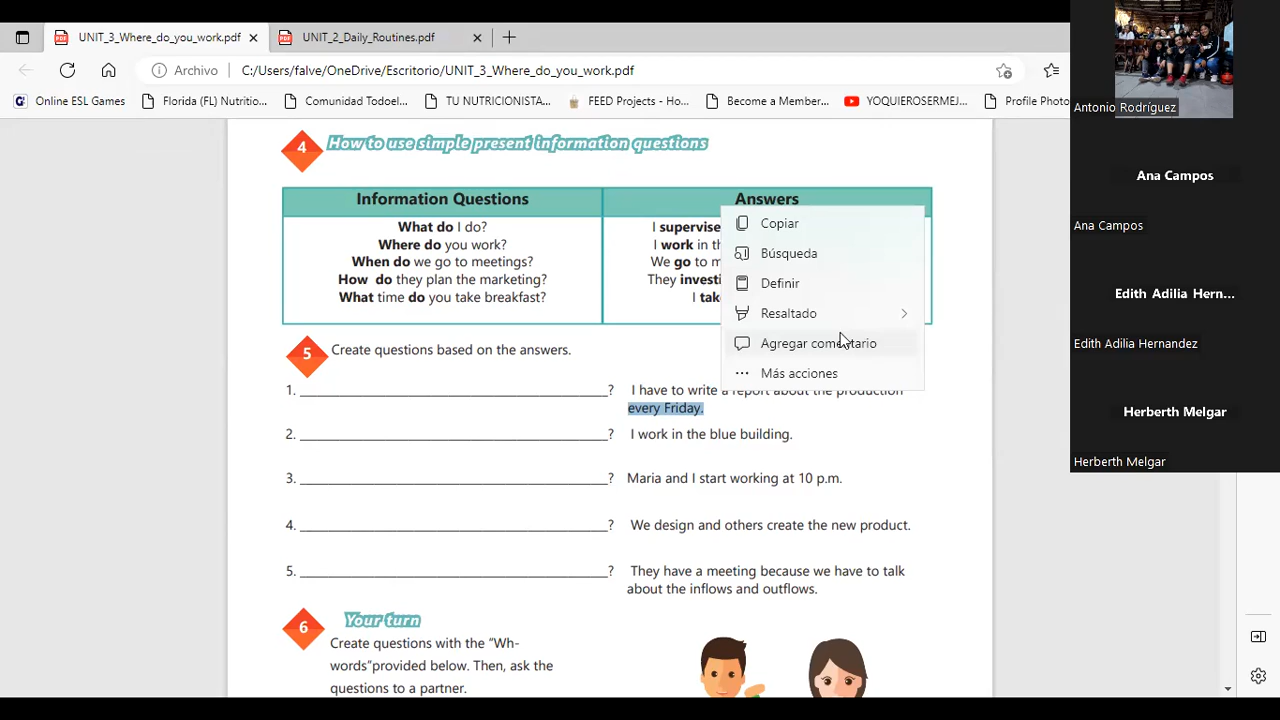 UNIT_3_Where_do_you_work.pdf
UNIT_2_Daily_Routines.pdf
Archivo
C:/Users/falve/OneDrive/Escritorio/UNIT_3_Where_do_you_work.pdf
Online ESL Games
Florida (FL) Nutritio...
Comunidad Todoel...
TU NUTRICIONISTA...
FEED Projects - Ho...
Become a Member...
YOQUIEROSERMEJ...
Profile Photo
Antonio Rodríguez
Ana Campos
Ana Campos
Edith Adilia Hern...
Edith Adilia Hernandez
Herberth Melgar
Herberth Melgar
4 How to use simple present information questions
Information Questions
What do I do?
Where do you work?
When do we go to meetings?
How do they plan the marketing?
What time do you take breakfast?
Answers
I supervise
I work in th
We go to m
They investi
I tak
Copiar
Búsqueda
Definir
Resaltado
Agregar comentario
Más acciones
5 Create questions based on the answers.
1. ______________________________? I have to write a report about the production
every Friday.
2. ______________________________? I work in the blue building.
3. ______________________________? Maria and I start working at 10 p.m.
4. ______________________________? We design and others create the new product.
5. ______________________________? They have a meeting because we have to talk
about the inflows and outflows.
6 Your turn
Create questions with the "Wh-
words"provided below. Then, ask the
questions to a partner.